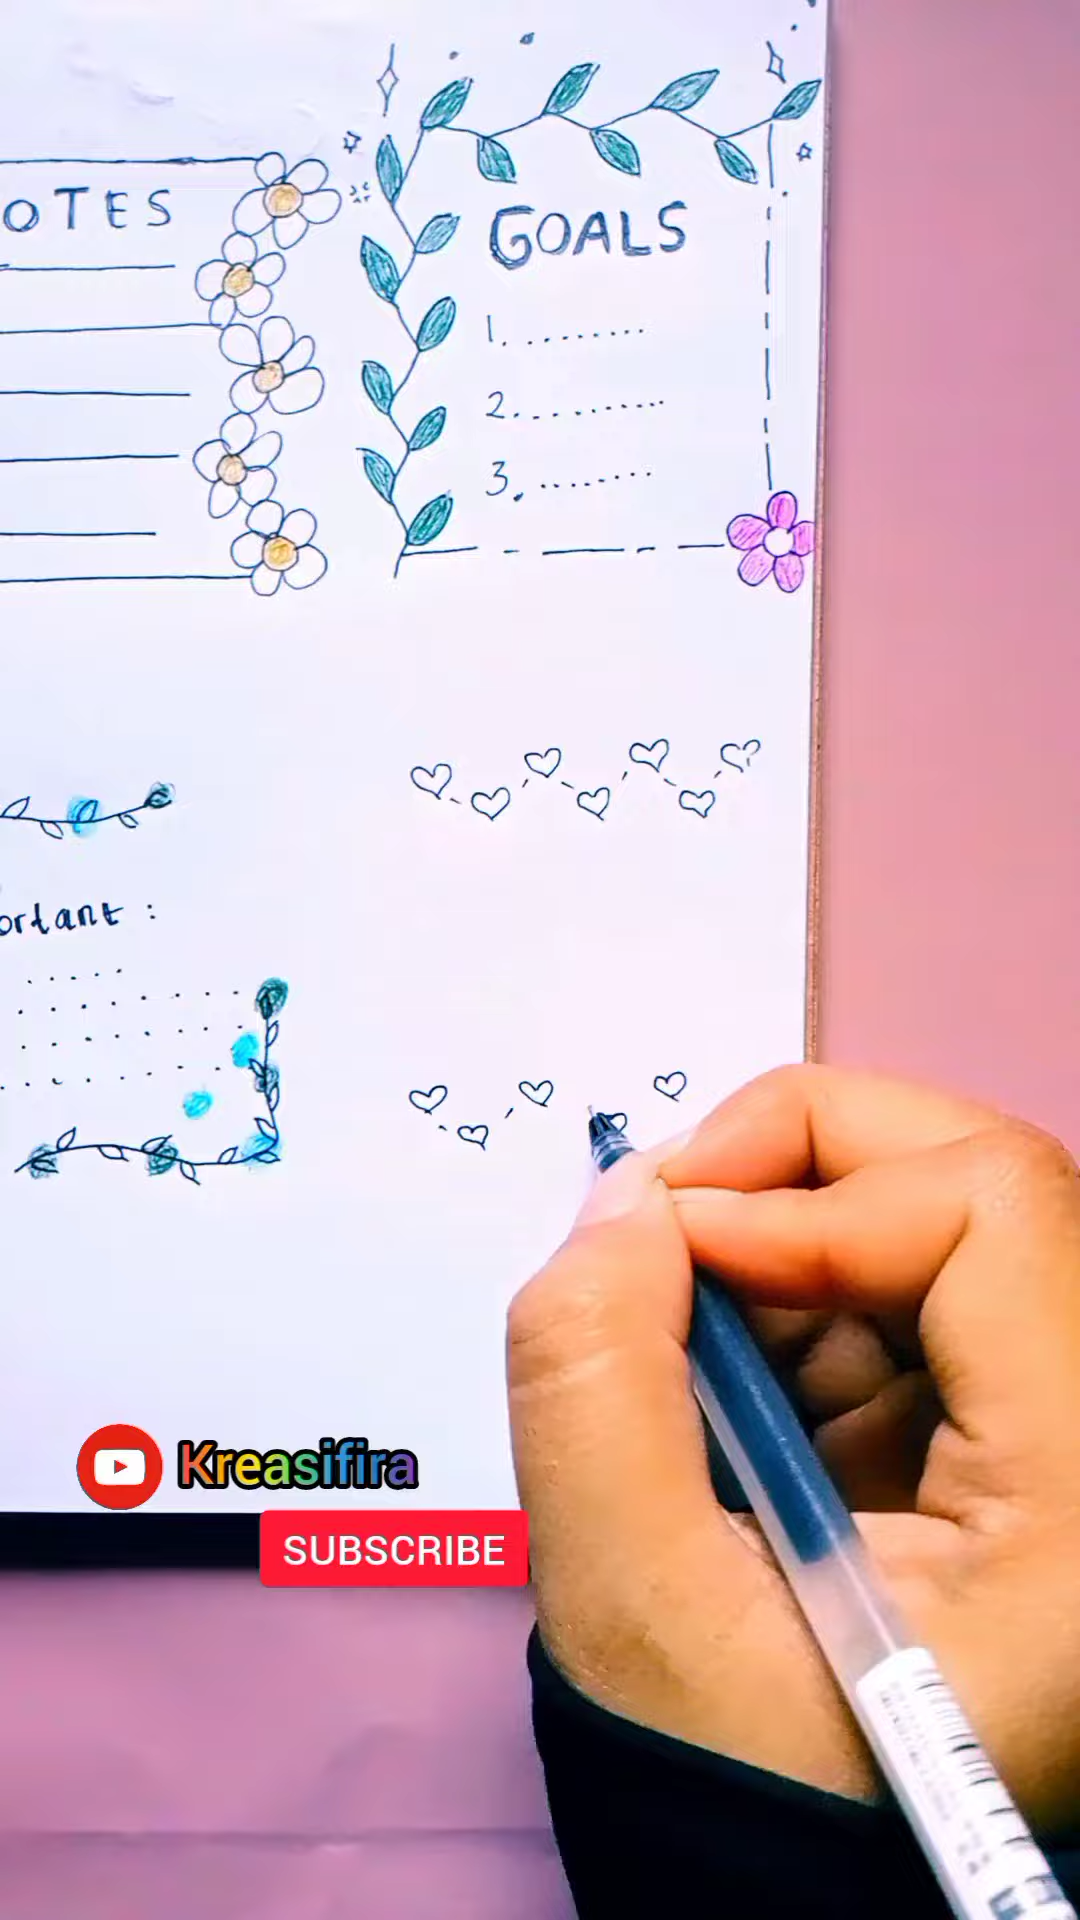 OTES
GOALS
1. .........
2. ..........
3. ........
ortant :
Kreasifira
SUBSCRIBE